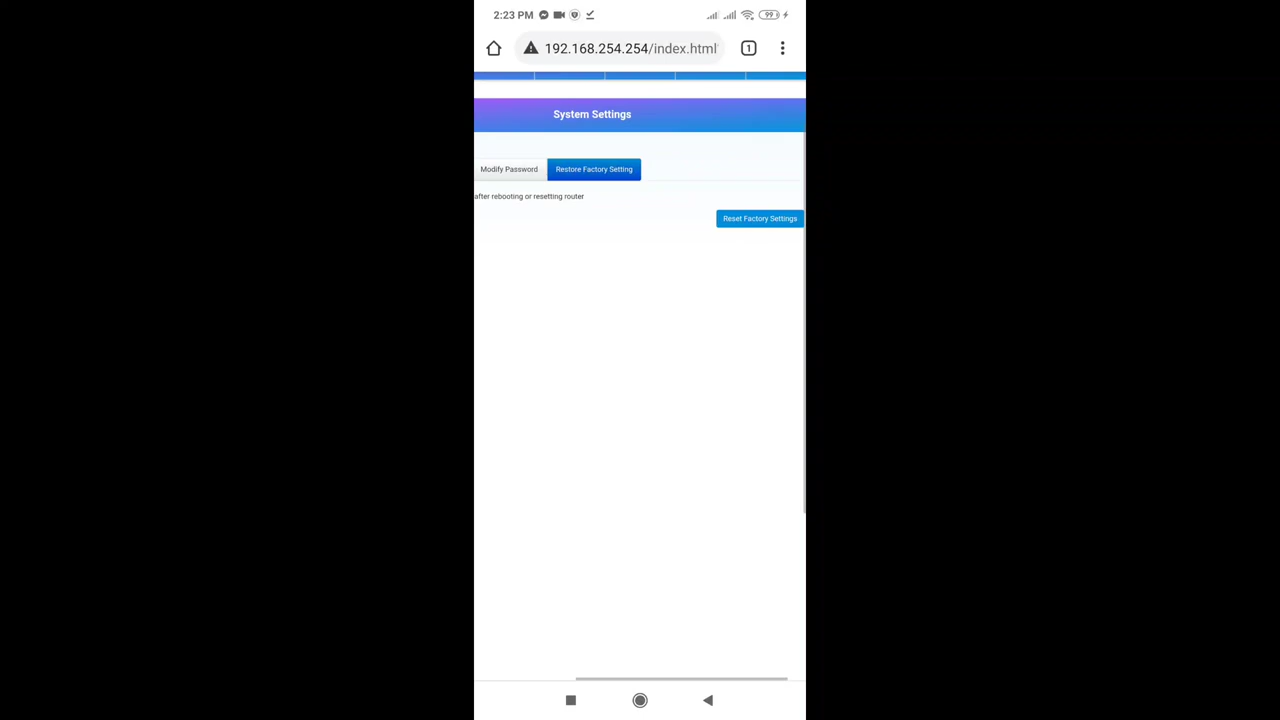 2:23 PM 99
192.168.254.254/index.html 1
System Settings
Modify Password Restore Factory Setting
after rebooting or resetting router
Reset Factory Settings